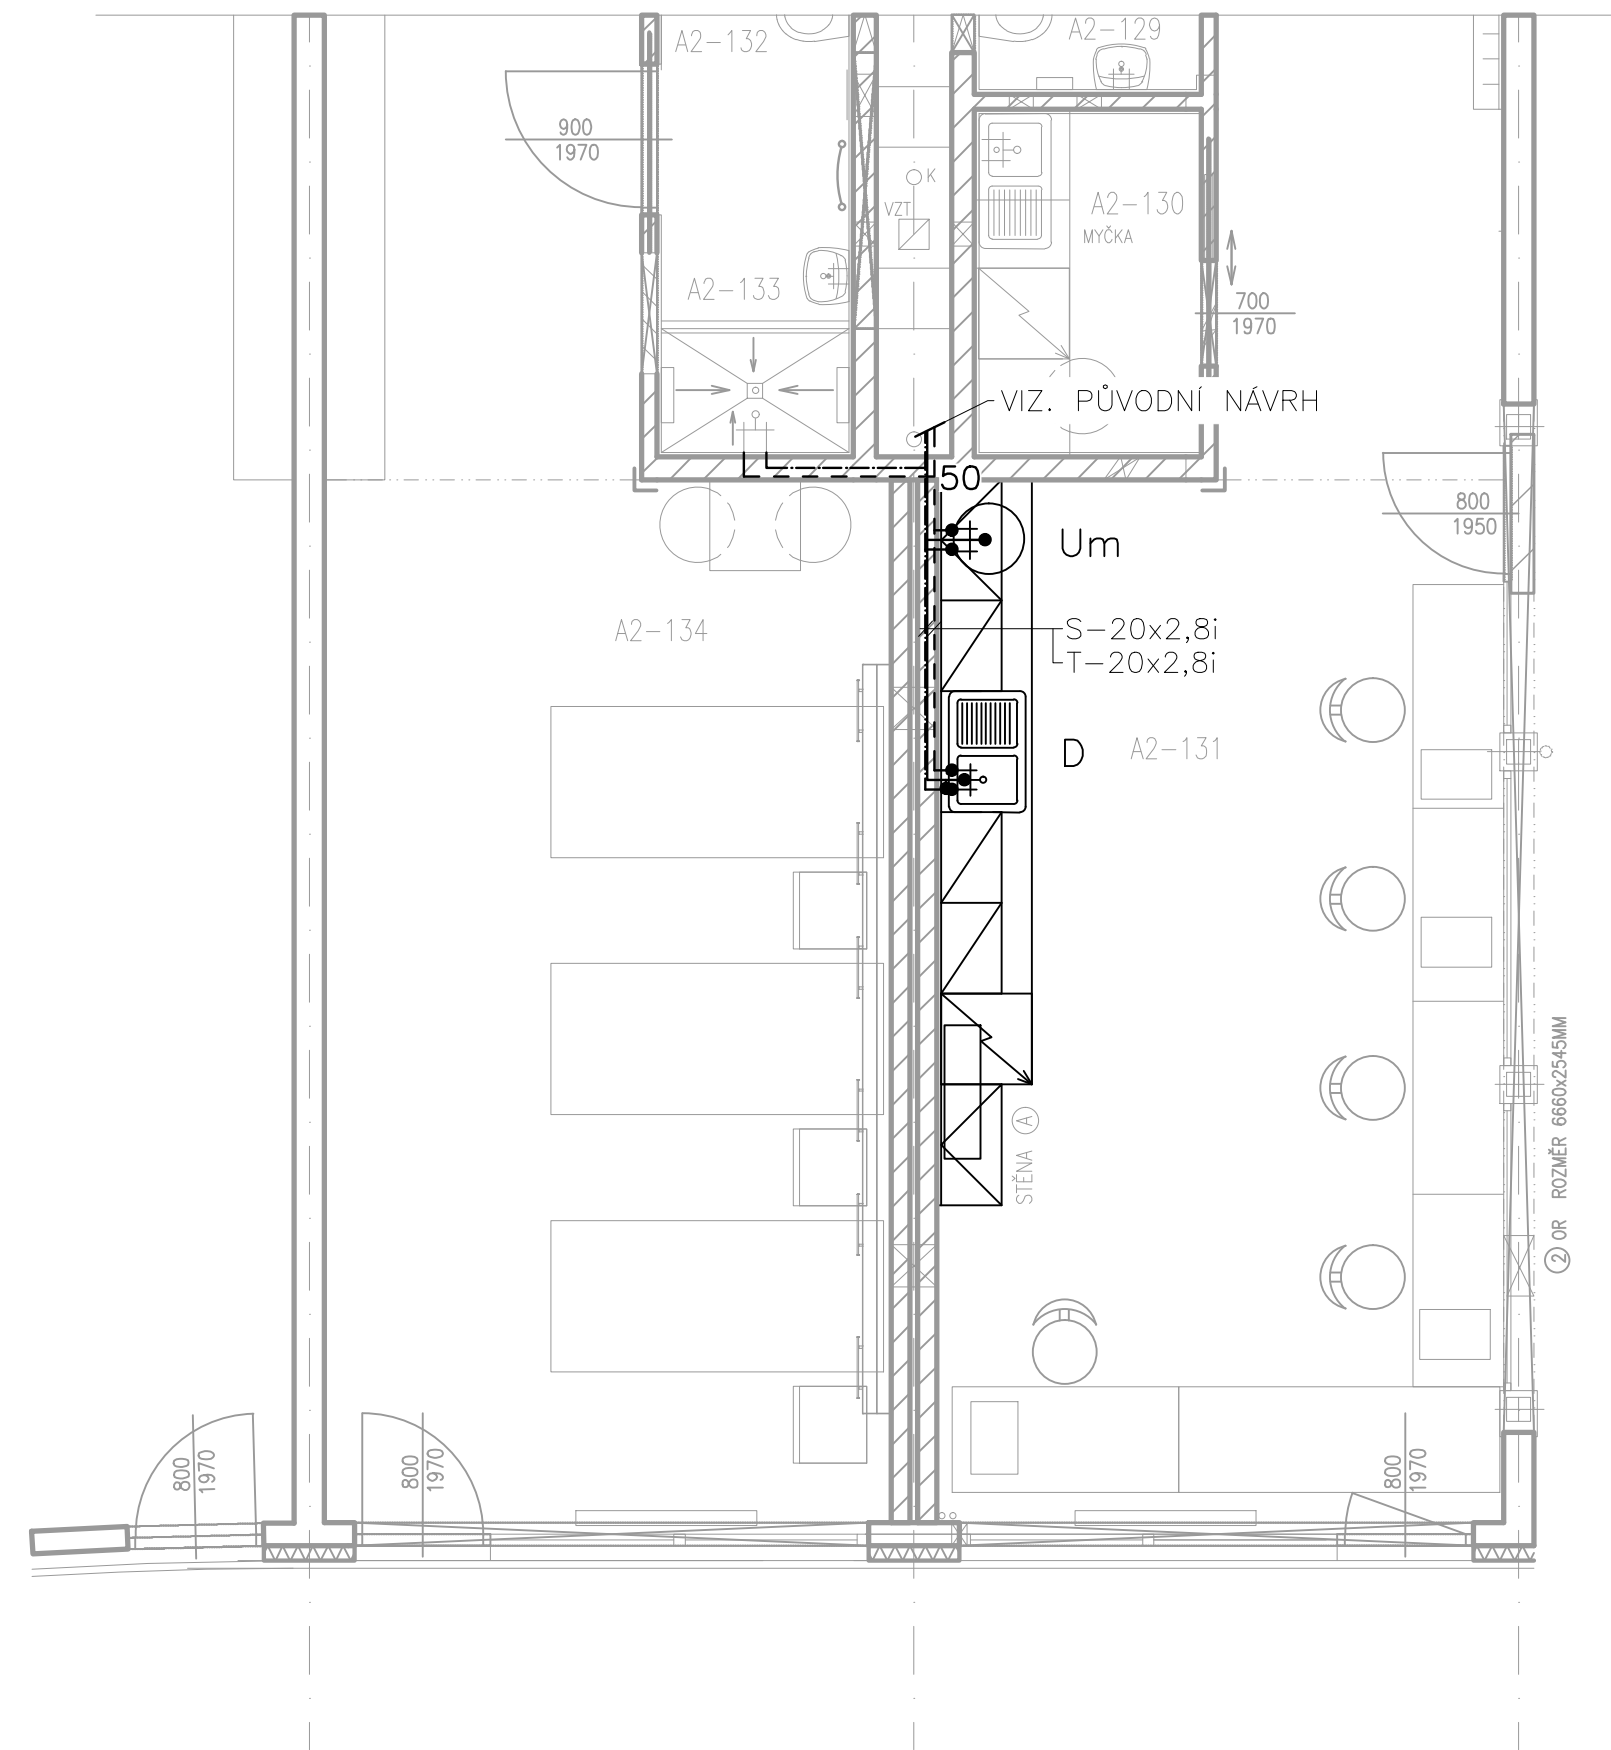 A2-132
A2-129
900
1970
K
VZT
A2-130
MYČKA
A2-133
700
1970
VIZ. PŮVODNÍ NÁVRH
50
800
1950
Um
A2-134
S-20x2,8i
T-20x2,8i
D
A2-131
STĚNA A
2 OR ROZMĚR 6660x2545MM
800
1970
800
1970
800
1970